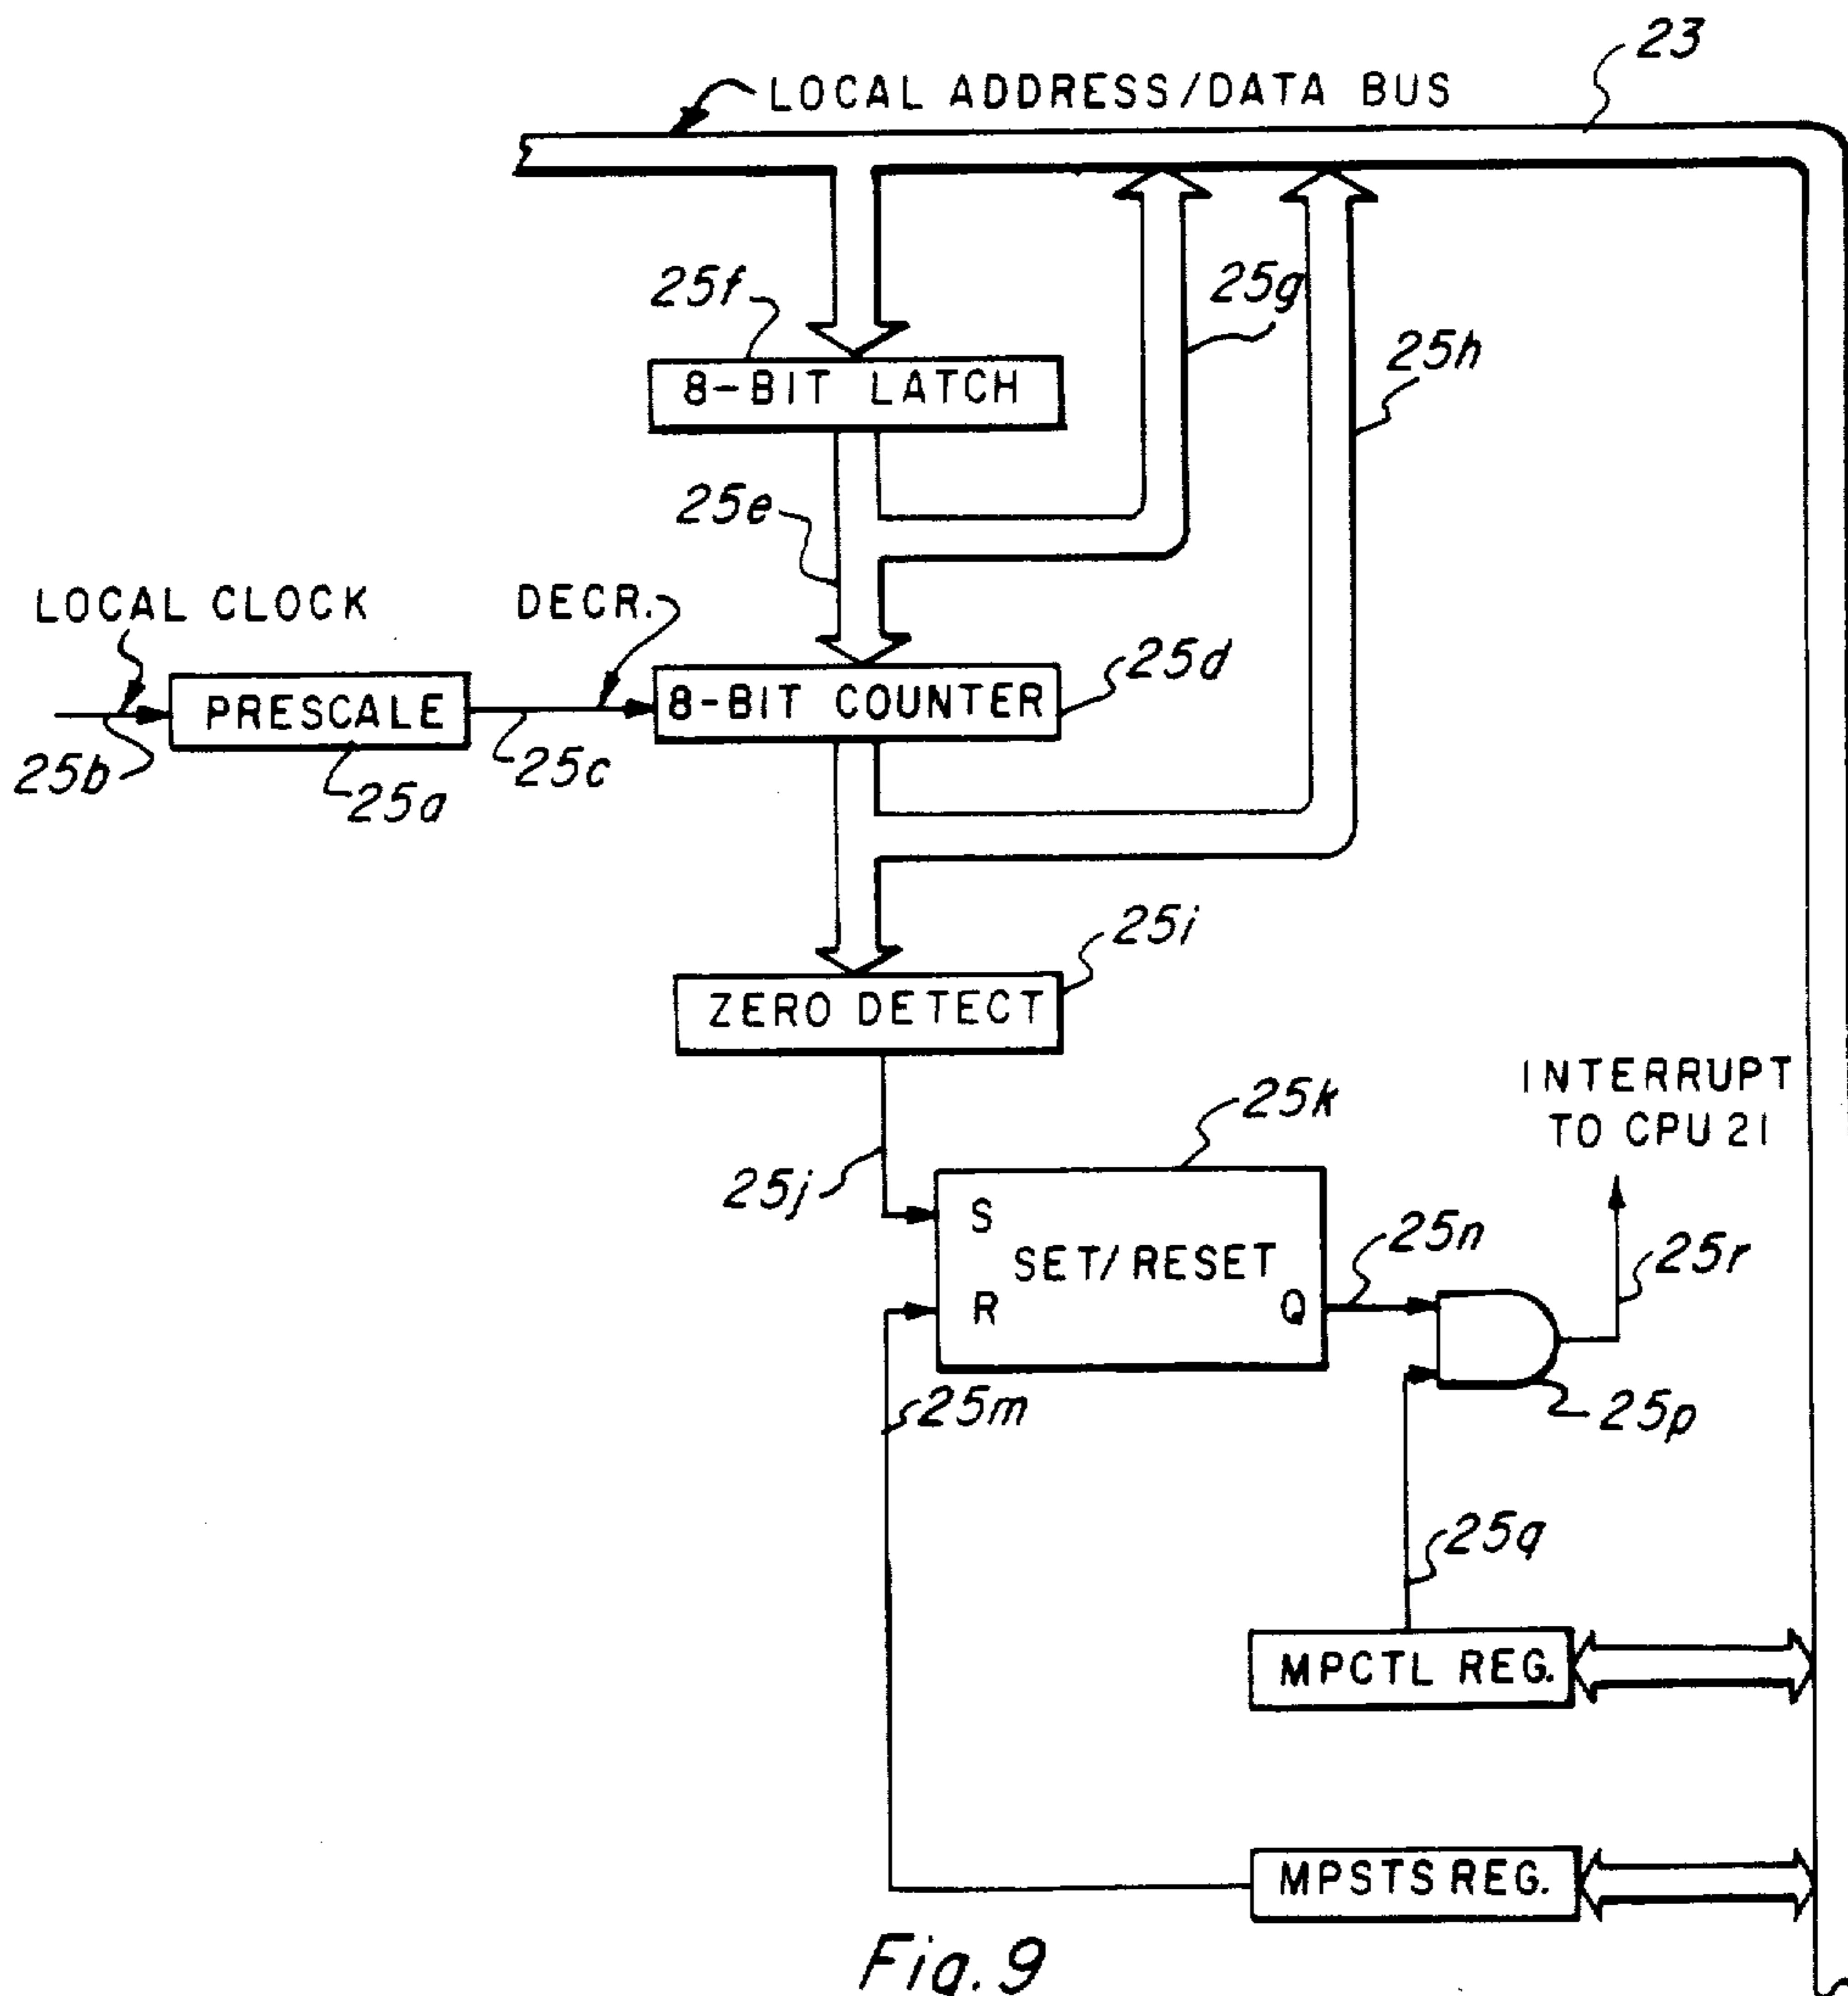 23
LOCAL ADDRESS/DATA BUS
25f
25g
8-BIT LATCH
25h
25e
LOCAL CLOCK
DECR.
25d
PRESCALE
8-BIT COUNTER
25b
25a
25c
25i
ZERO DETECT
INTERRUPT
TO CPU 21
25k
25j
S
SET/RESET
R
Q
25n
25r
25m
25p
25q
MPCTL REG.
MPSTS REG.
Fig. 9